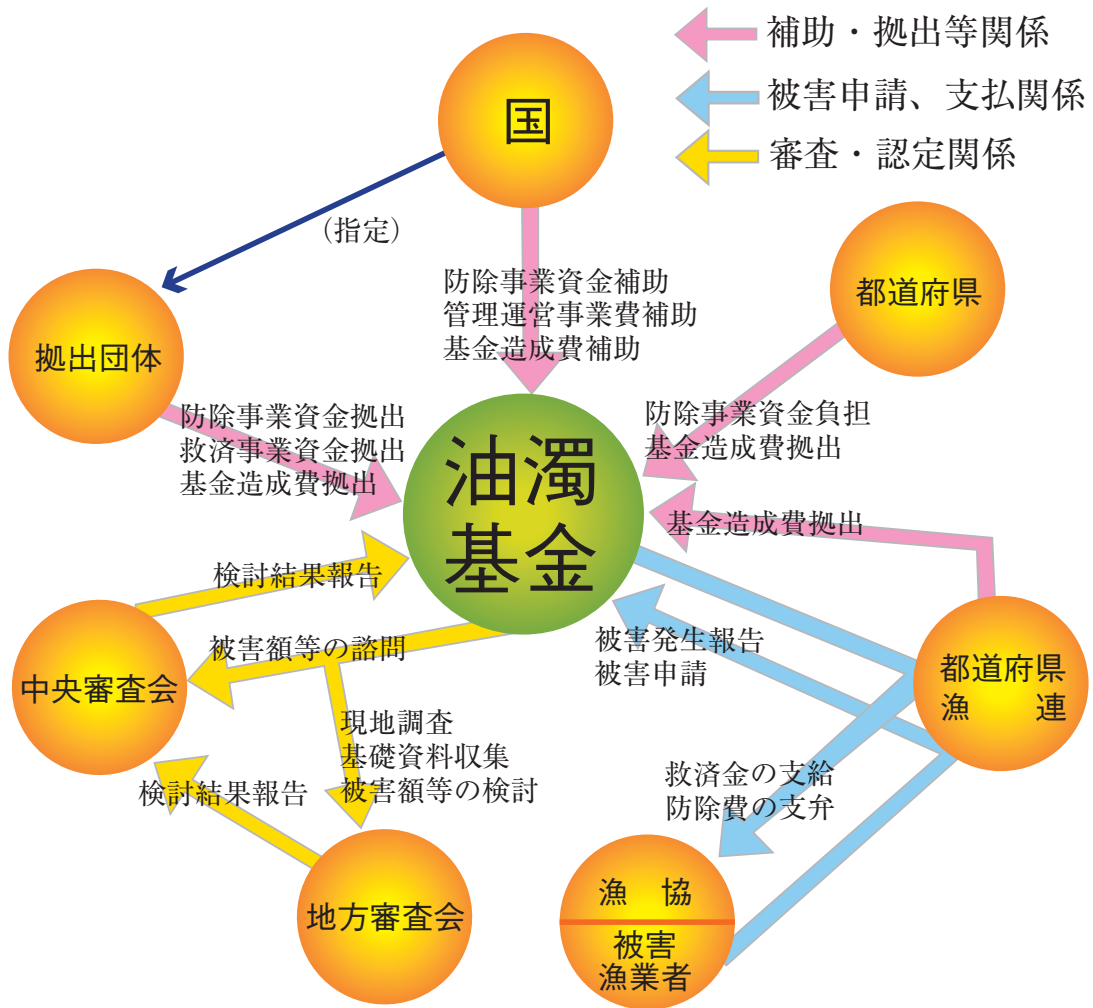 補助・拠出等関係
被害申請、支払関係
審査・認定関係
国
（指定）
防除事業資金補助
管理運営事業費補助
基金造成費補助
都道府県
拠出団体
防除事業資金拠出
救済事業資金拠出
基金造成費拠出
防除事業資金負担
基金造成費拠出
油濁
基金
基金造成費拠出
検討結果報告
被害額等の諮問
被害発生報告
被害申請
中央審査会
都道府県
漁　連
現地調査
基礎資料収集
被害額等の検討
検討結果報告
救済金の支給
防除費の支弁
地方審査会
漁　協
被害
漁業者